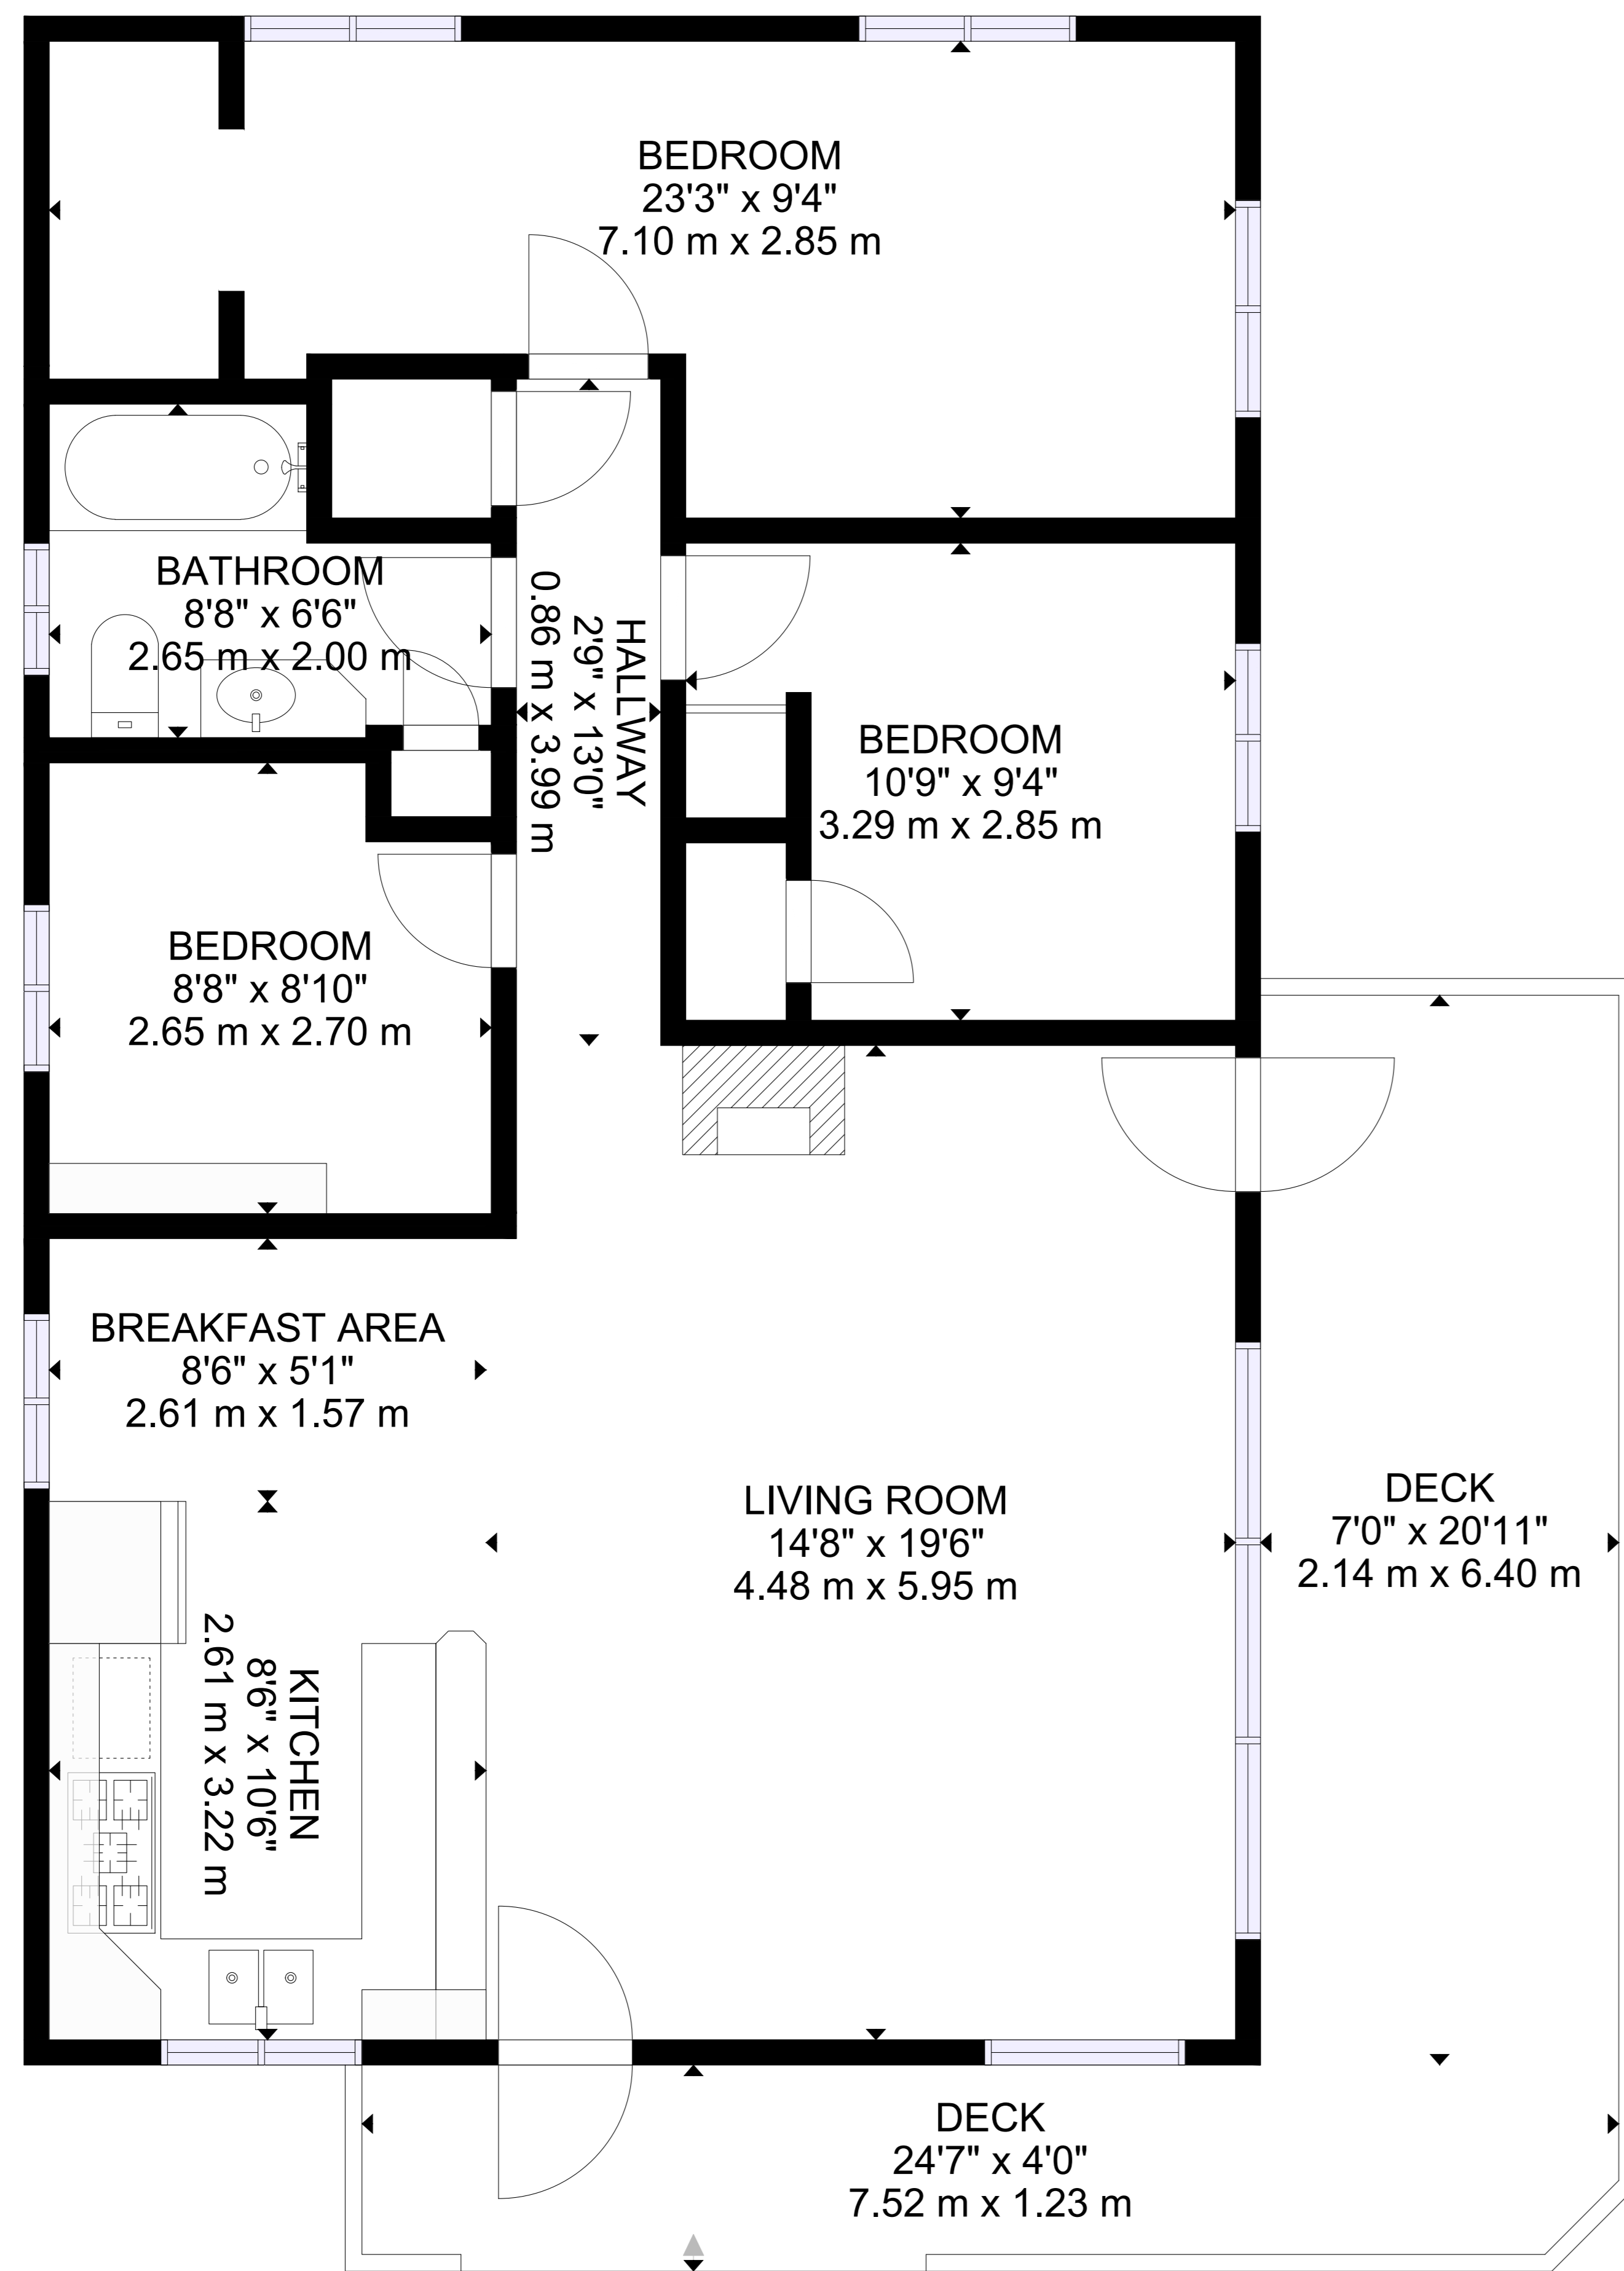 BEDROOM
23'3" x 9'4"
7.10 m x 2.85 m
BATHROOM
8'8" x 6'6"
2.65 m x 2.00 m
HALLWAY
2'9" x 13'0"
0.86 m x 3.99 m
BEDROOM
10'9" x 9'4"
3.29 m x 2.85 m
BEDROOM
8'8" x 8'10"
2.65 m x 2.70 m
BREAKFAST AREA
8'6" x 5'1"
2.61 m x 1.57 m
LIVING ROOM
14'8" x 19'6"
4.48 m x 5.95 m
DECK
7'0" x 20'11"
2.14 m x 6.40 m
KITCHEN
8'6" x 10'6"
2.61 m x 3.22 m
DECK
24'7" x 4'0"
7.52 m x 1.23 m